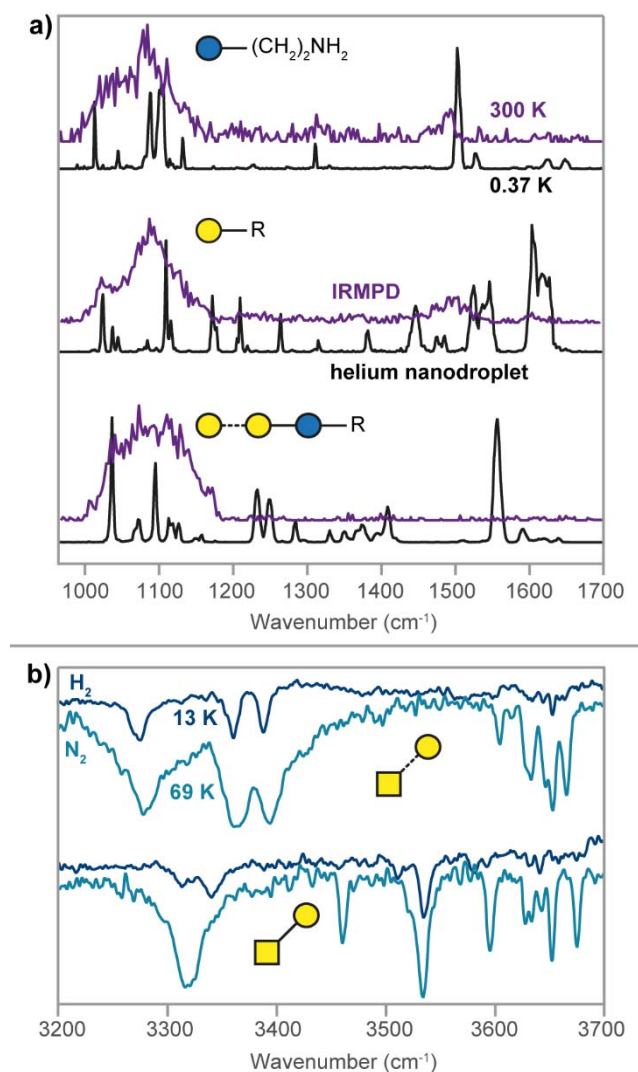 a)
(CH₂)₂NH₂
300 K
0.37 K
R
IRMPD
helium nanodroplet
R
1000 1100 1200 1300 1400 1500 1600 1700
Wavenumber (cm⁻¹)
b)
H₂
13 K
N₂
69 K
3200 3300 3400 3500 3600 3700
Wavenumber (cm⁻¹)